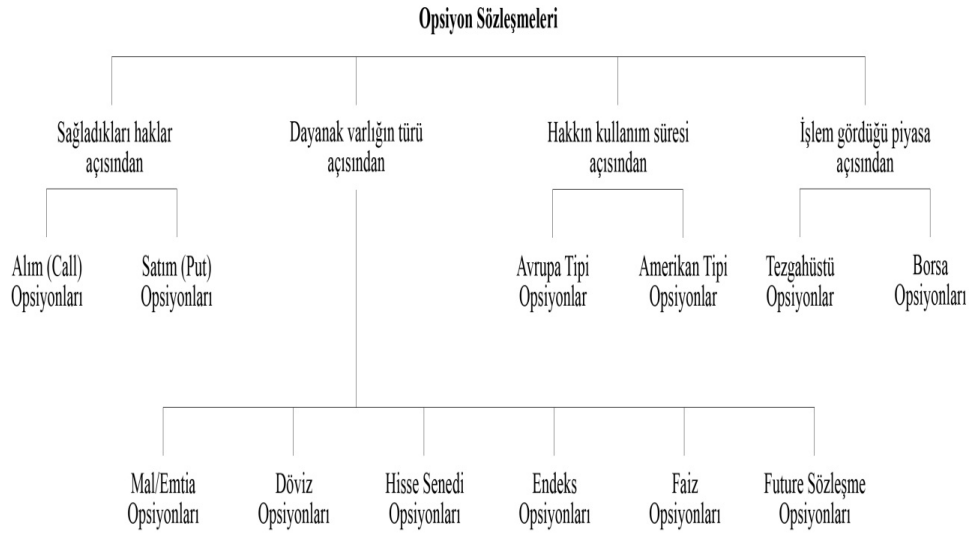 Opsiyon Sözleşmeleri
Sağladıkları haklar
açısından
Dayanak varlığın türü
açısından
Hakkın kullanım süresi
açısından
İşlem gördüğü piyasa
açısından
Alım (Call)
Opsiyonları
Satım (Put)
Opsiyonları
Avrupa Tipi
Opsiyonlar
Amerikan Tipi
Opsiyonlar
Tezgahüstü
Opsiyonlar
Borsa
Opsiyonları
Mal/Emtia
Opsiyonları
Döviz
Opsiyonları
Hisse Senedi
Opsiyonları
Endeks
Opsiyonları
Faiz
Opsiyonları
Future Sözleşme
Opsiyonları